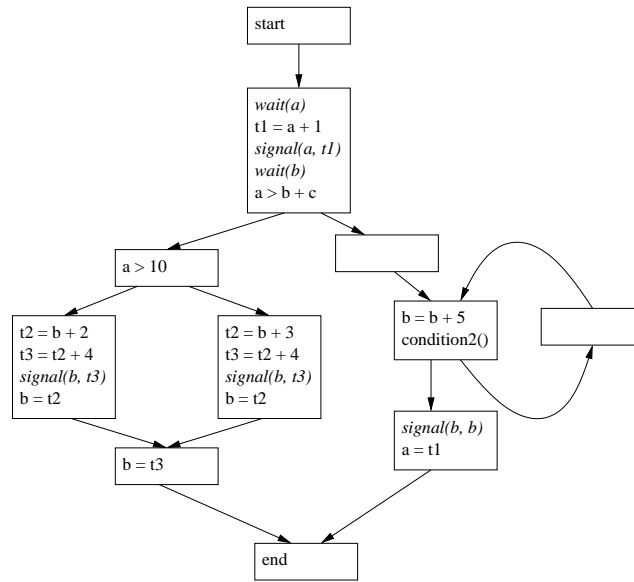 start
wait(a)
t1 = a + 1
signal(a, t1)
wait(b)
a > b + c
a > 10
t2 = b + 2
t3 = t2 + 4
signal(b, t3)
b = t2
t2 = b + 3
t3 = t2 + 4
signal(b, t3)
b = t2
b = b + 5
condition2()
signal(b, b)
a = t1
b = t3
end